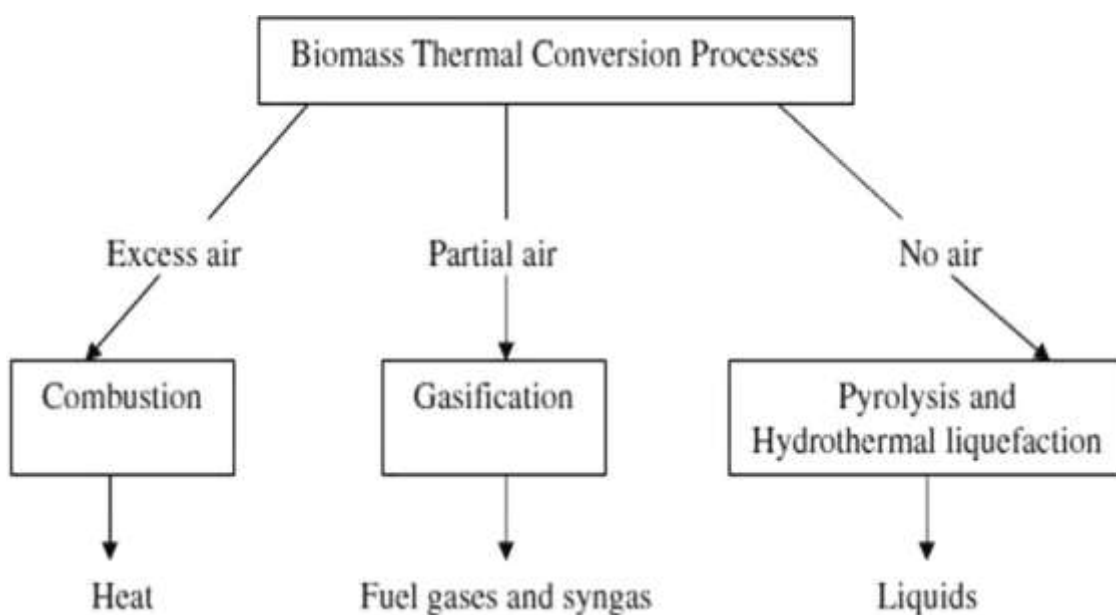 Biomass Thermal Conversion Processes
Excess air
Partial air
No air
Combustion
Gasification
Pyrolysis and
Hydrothermal liquefaction
Heat
Fuel gases and syngas
Liquids